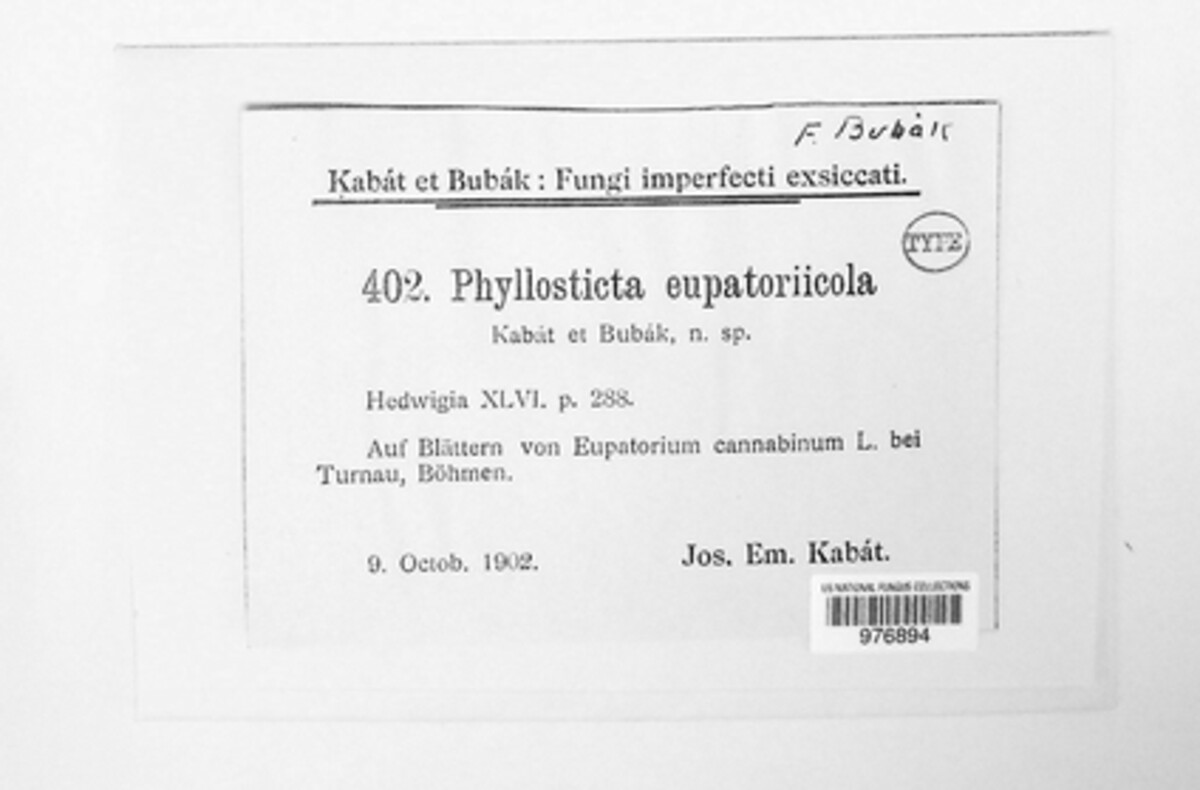 F. Bubák
Kabát et Bubák : Fungi imperfecti exsiccati.
TYPE
402. Phyllosticta eupatoriicola
Kabát et Bubák, n. sp.
Hedwigia XLVI. p. 288.
Auf Blättern von Eupatorium cannabinum L. bei
Turnau, Böhmen.
9. Octob. 1902.
Jos. Em. Kabát.
US NATIONAL FUNGUS COLLECTIONS
976894